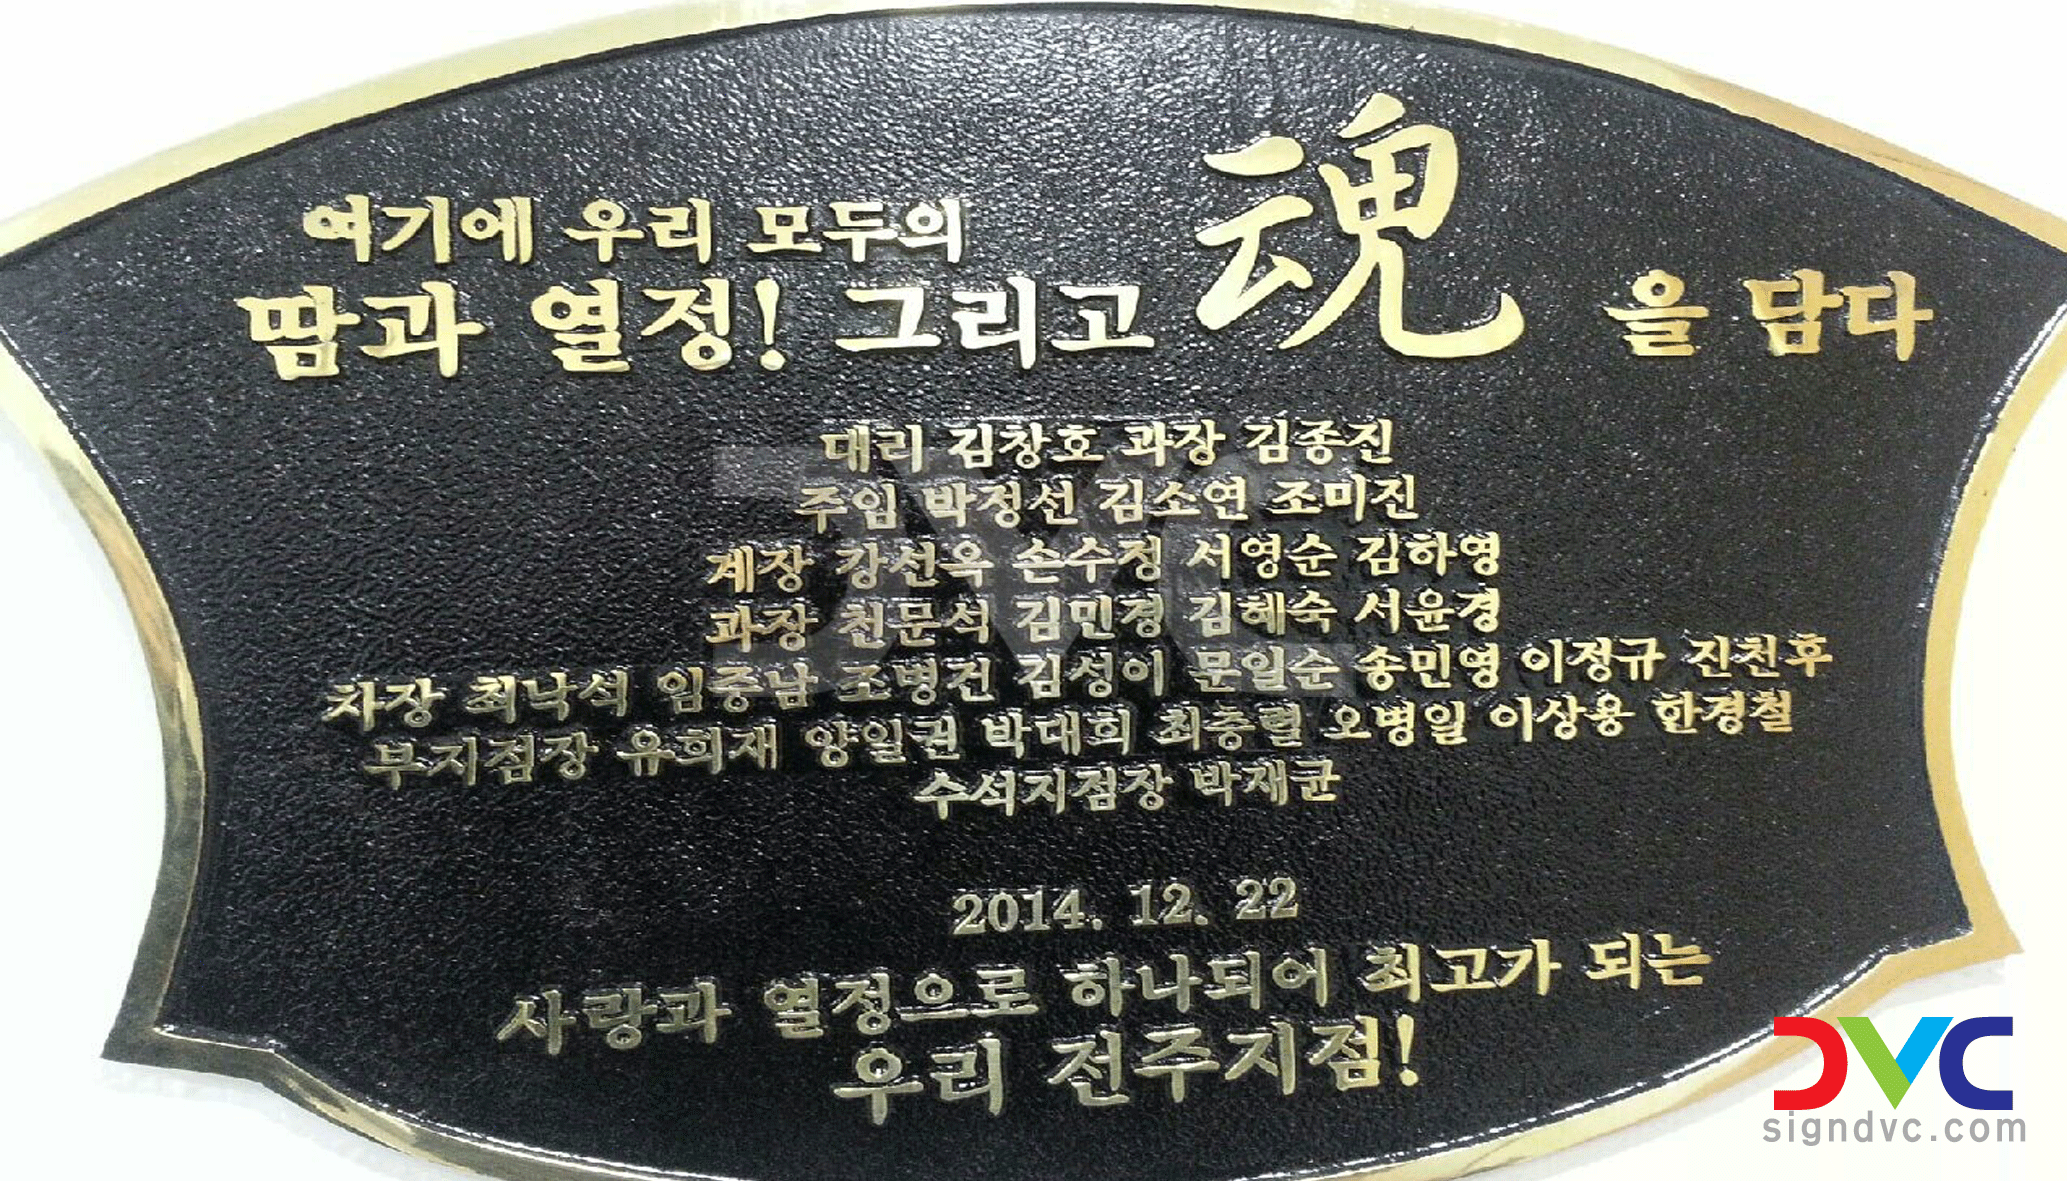 여기에 우리 모두의
땀과 열정! 그리고 魂을 담다
대리 김창호 과장 김종진
주임 박정선 김소연 조미진
계장 강선옥 손수정 서영순 김하영
과장 천문석 김민경 김혜숙 서윤경
차장 최낙석 임종남 조병건 김성이 문일순 송민영 이정규 진천후
부지점장 유희재 양일권 박대희 최총렬 오병일 이상용 한경철
수석지점장 박재균
2014. 12. 22
사랑과 열정으로 하나되어 최고가 되는
우리 전주지점!
DVC
signdvc.com